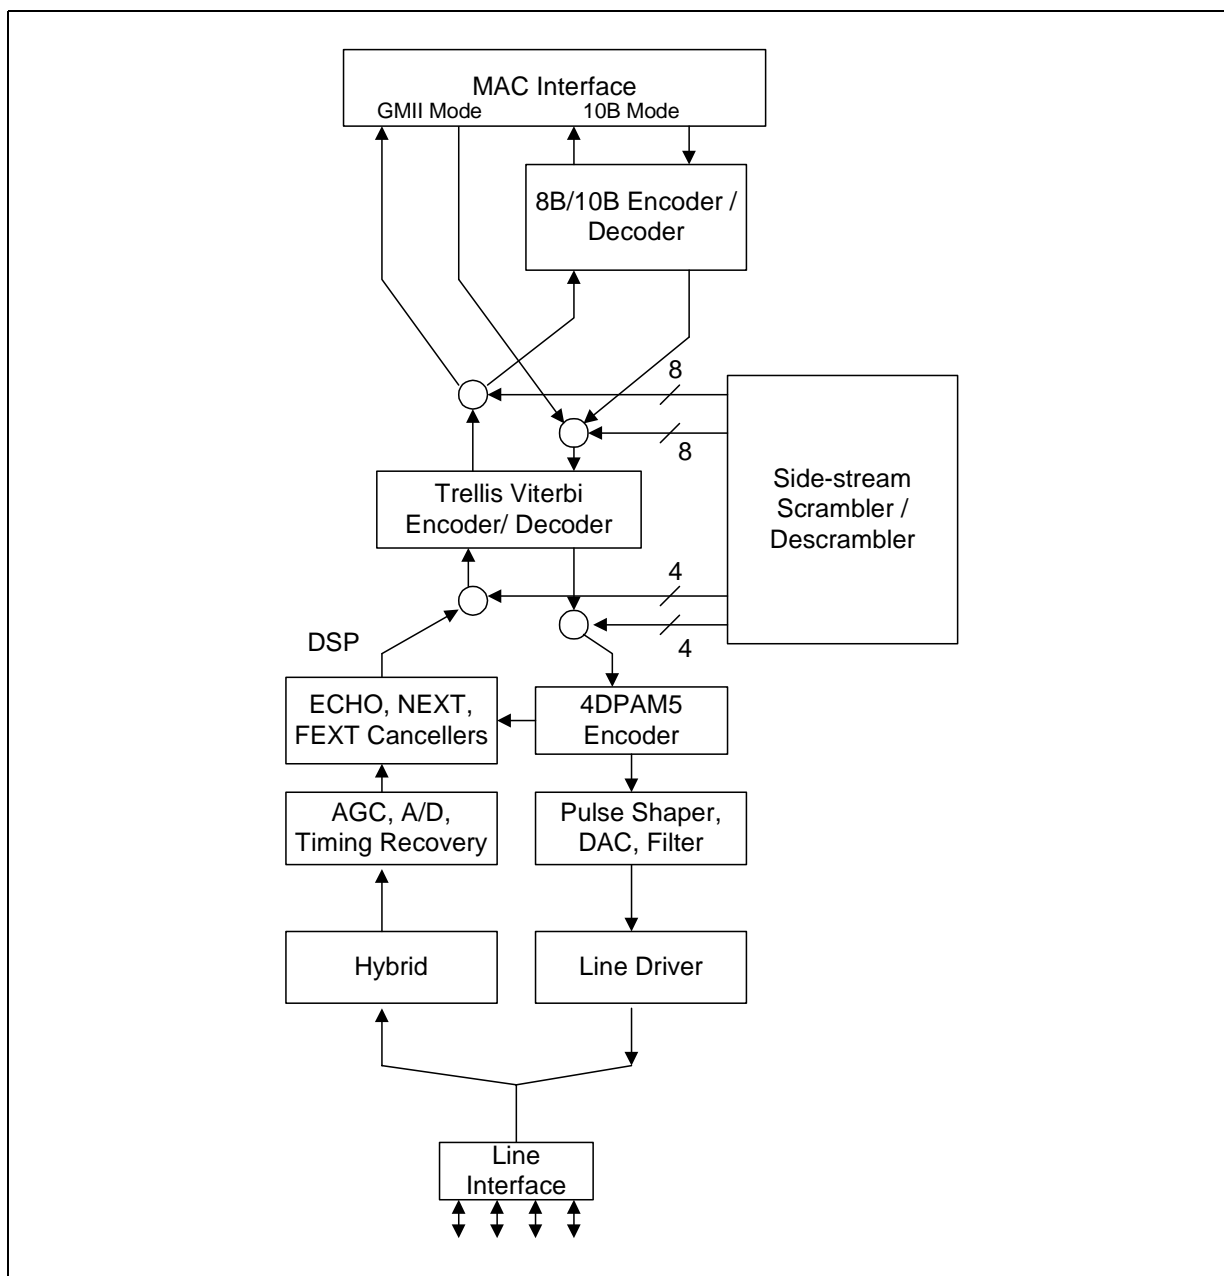 MAC Interface
GMII Mode
10B Mode
8B/10B Encoder /
Decoder
8
8
Side-stream
Scrambler /
Descrambler
Trellis Viterbi
Encoder/ Decoder
4
4
DSP
ECHO, NEXT,
FEXT Cancellers
4DPAM5
Encoder
AGC, A/D,
Timing Recovery
Pulse Shaper,
DAC, Filter
Hybrid
Line Driver
Line
Interface